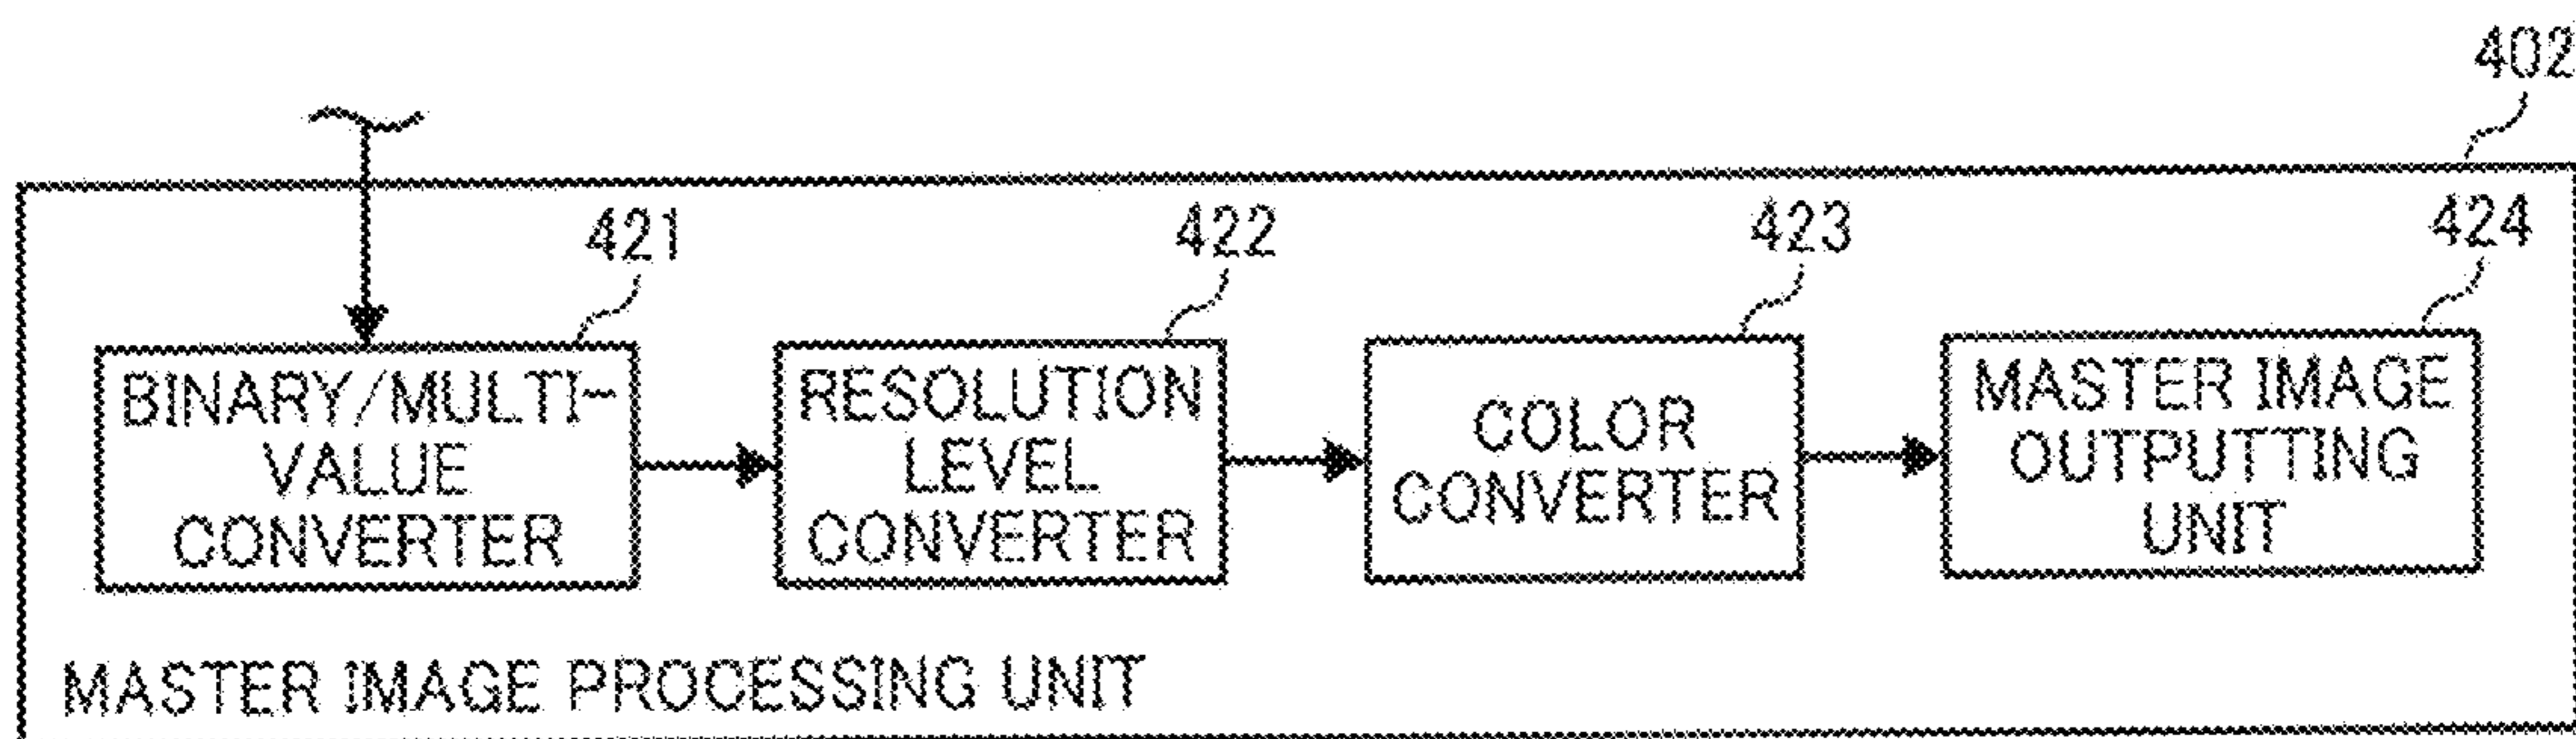 402
421
422
423
424
BINARY/MULTI-
VALUE
CONVERTER
RESOLUTION
LEVEL
CONVERTER
COLOR
CONVERTER
MASTER IMAGE
OUTPUTTING
UNIT
MASTER IMAGE PROCESSING UNIT